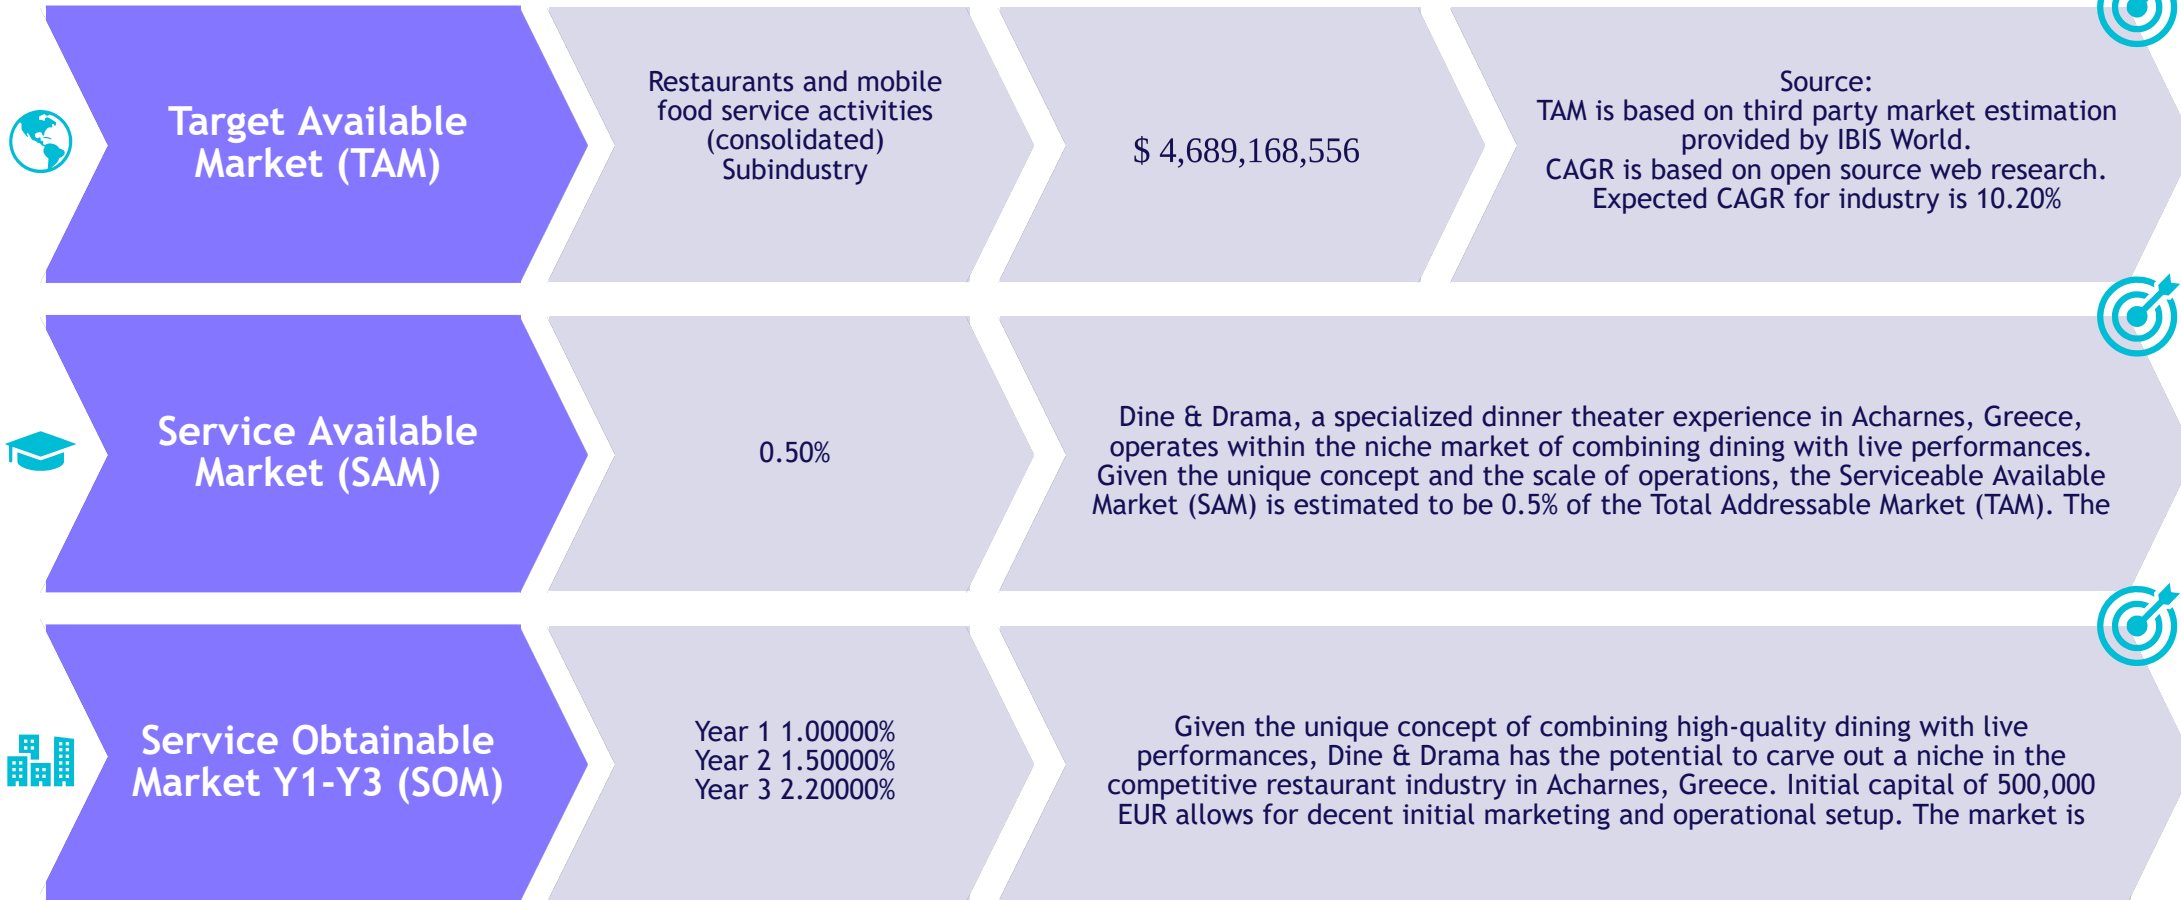 Target Available
Market (TAM)
Restaurants and mobile
food service activities
(consolidated)
Subindustry
$ 4,689,168,556
Source:
TAM is based on third party market estimation
provided by IBIS World.
CAGR is based on open source web research.
Expected CAGR for industry is 10.20%
Service Available
Market (SAM)
0.50%
Dine & Drama, a specialized dinner theater experience in Acharnes, Greece,
operates within the niche market of combining dining with live performances.
Given the unique concept and the scale of operations, the Serviceable Available
Market (SAM) is estimated to be 0.5% of the Total Addressable Market (TAM). The
Service Obtainable
Market Y1-Y3 (SOM)
Year 1 1.00000%
Year 2 1.50000%
Year 3 2.20000%
Given the unique concept of combining high-quality dining with live
performances, Dine & Drama has the potential to carve out a niche in the
competitive restaurant industry in Acharnes, Greece. Initial capital of 500,000
EUR allows for decent initial marketing and operational setup. The market is